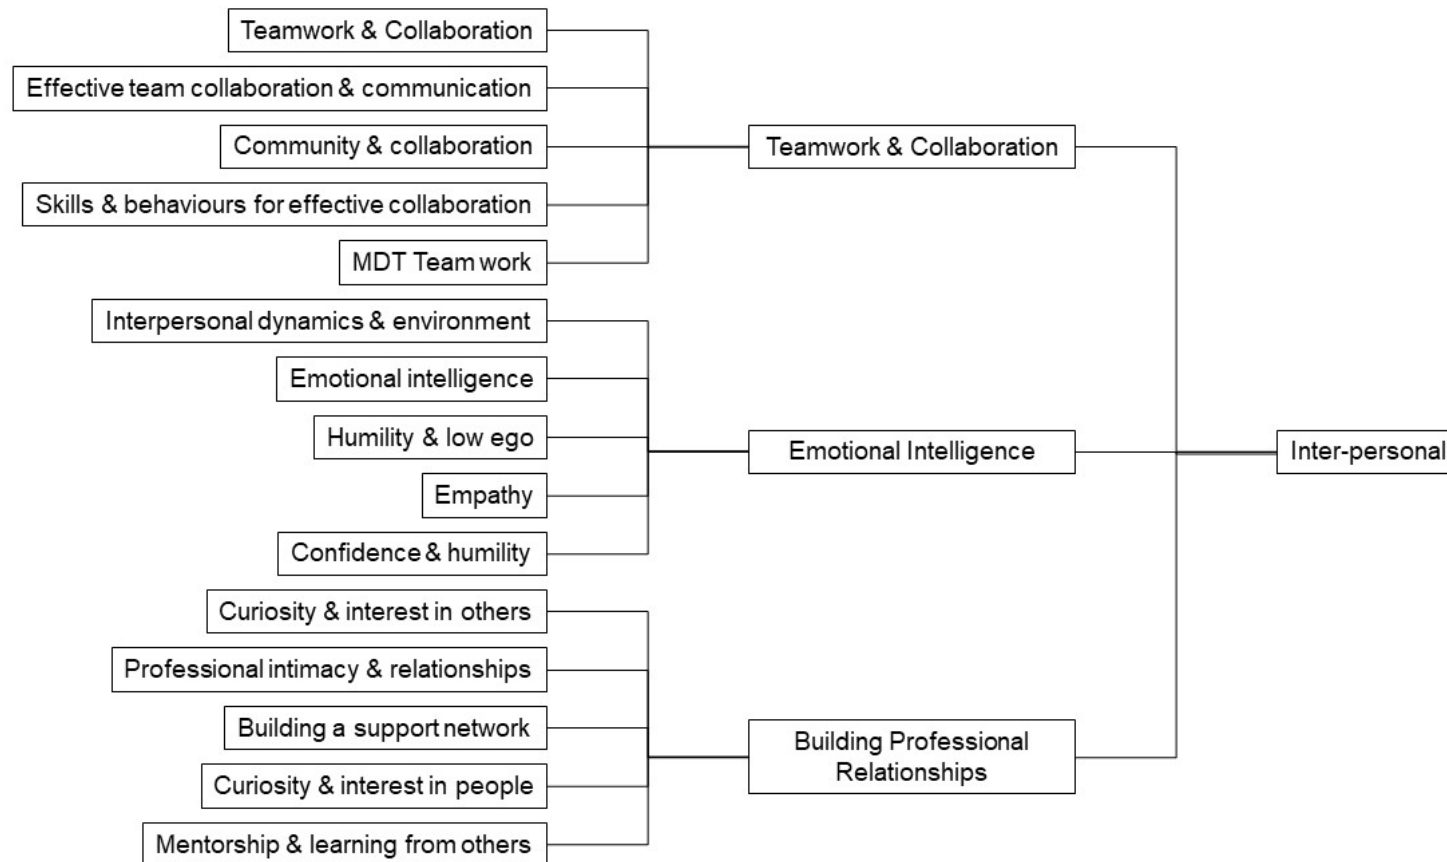 Teamwork & Collaboration
Effective team collaboration & communication
Community & collaboration
Skills & behaviours for effective collaboration
MDT Team work
Interpersonal dynamics & environment
Emotional intelligence
Humility & low ego
Empathy
Confidence & humility
Curiosity & interest in others
Professional intimacy & relationships
Building a support network
Curiosity & interest in people
Mentorship & learning from others
Teamwork & Collaboration
Emotional Intelligence
Building Professional
Relationships
Inter-personal